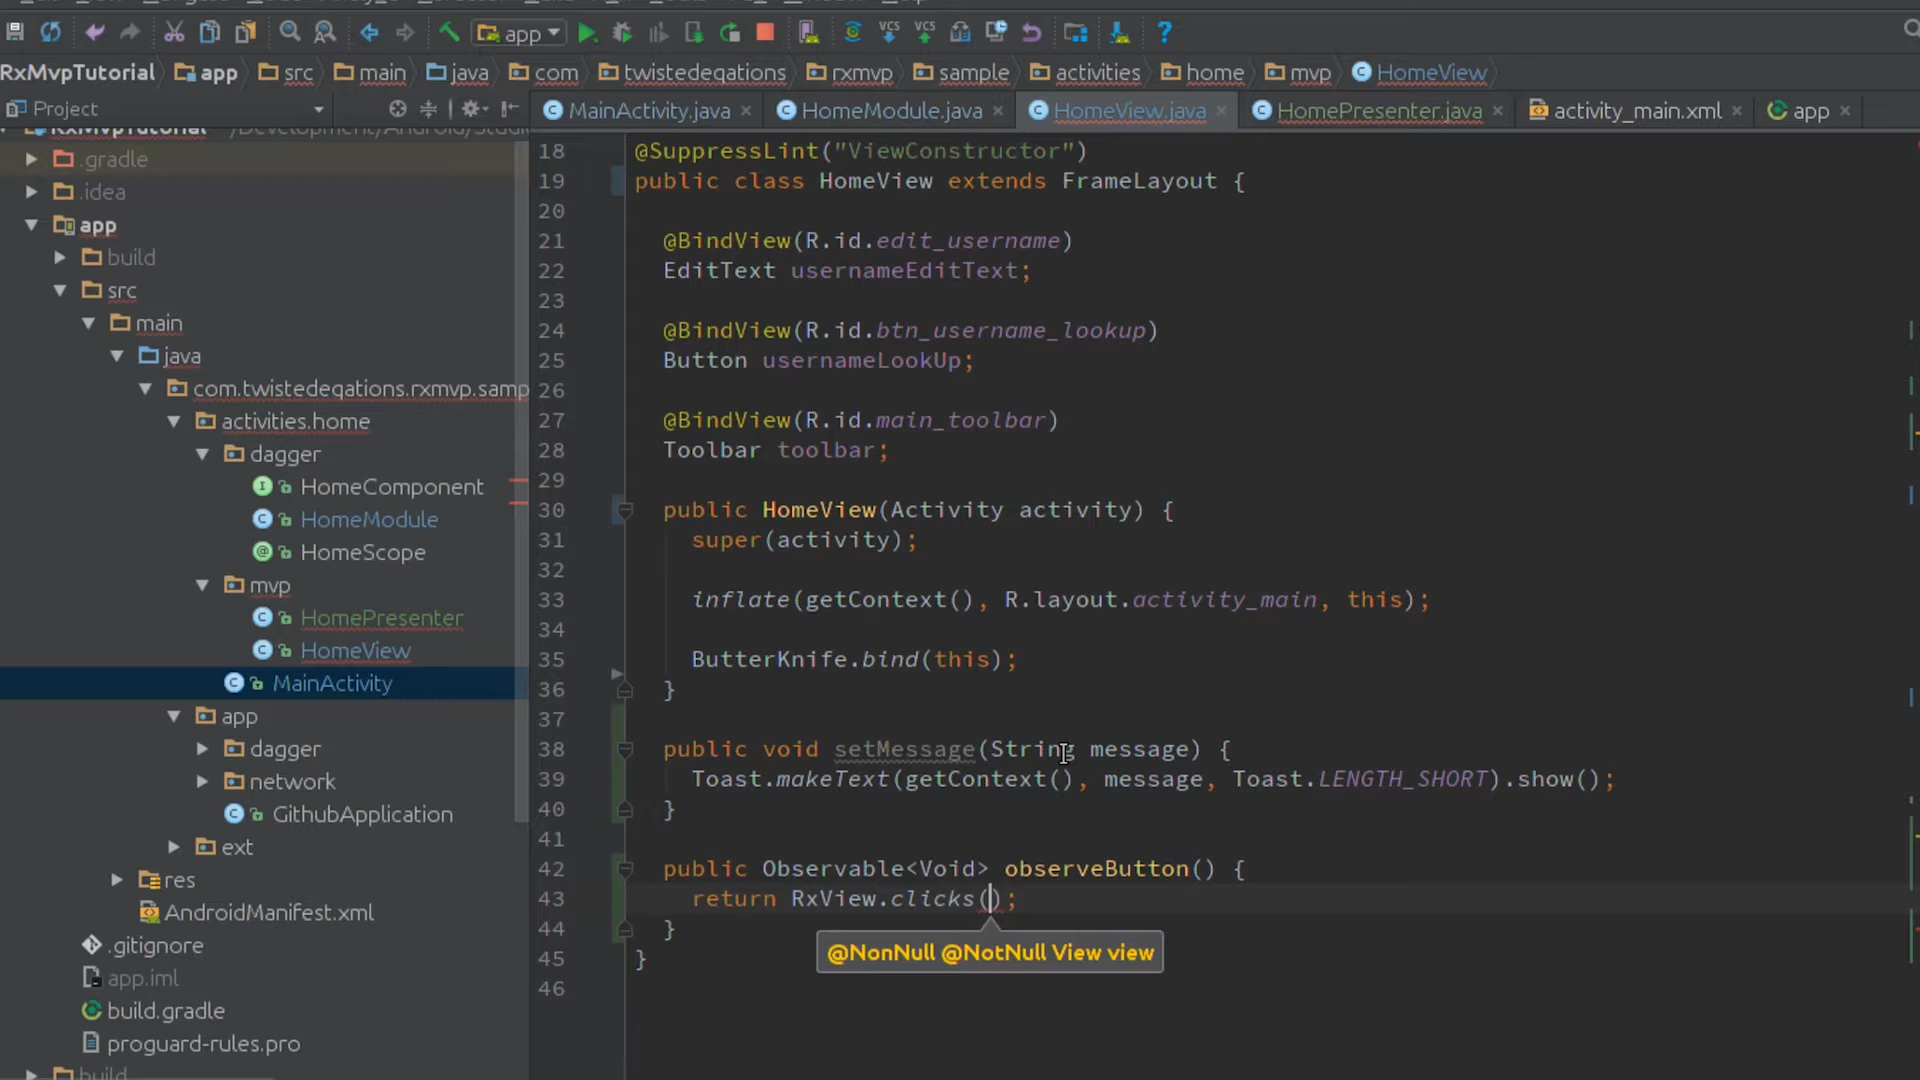 app
RxMvpTutorial app src main java com twistedeqations rxmvp sample activities home mvp HomeView
Project
MainActivity.java HomeModule.java HomeView.java HomePresenter.java activity_main.xml app
RxMvpTutorial
.gradle
.idea
app
build
src
main
java
com.twistedeqations.rxmvp.samp
activities.home
dagger
HomeComponent
HomeModule
HomeScope
mvp
HomePresenter
HomeView
MainActivity
app
dagger
network
GithubApplication
ext
res
AndroidManifest.xml
.gitignore
app.iml
build.gradle
proguard-rules.pro
build
18 @SuppressLint("ViewConstructor")
19 public class HomeView extends FrameLayout {
20
21 @BindView(R.id.edit_username)
22 EditText usernameEditText;
23
24 @BindView(R.id.btn_username_lookup)
25 Button usernameLookUp;
26
27 @BindView(R.id.main_toolbar)
28 Toolbar toolbar;
29
30 public HomeView(Activity activity) {
31 super(activity);
32
33 inflate(getContext(), R.layout.activity_main, this);
34
35 ButterKnife.bind(this);
36 }
37
38 public void setMessage(String message) {
39 Toast.makeText(getContext(), message, Toast.LENGTH_SHORT).show();
40 }
41
42 public Observable<Void> observeButton() {
43 return RxView.clicks();
44 }
@NonNull @NotNull View view
45 }
46